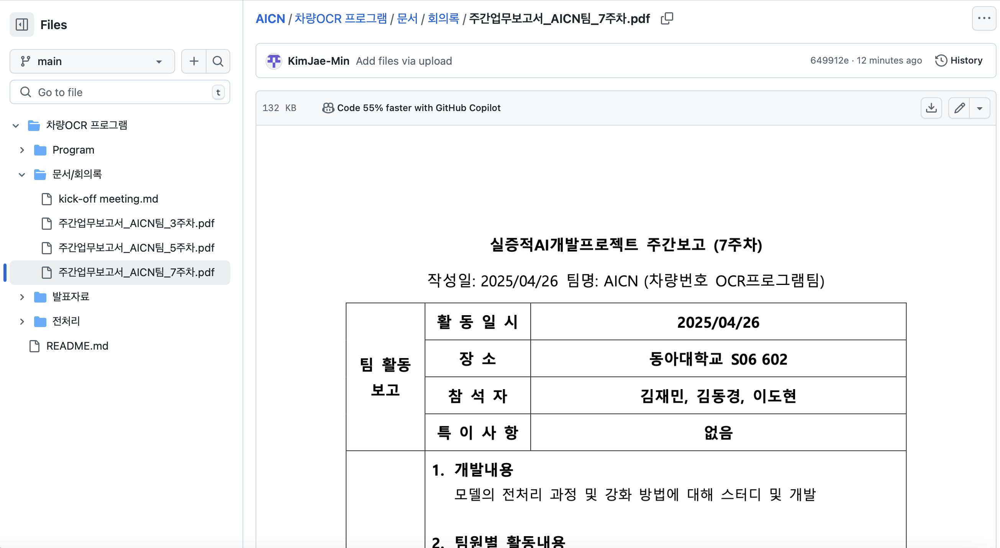 Files
main
Go to file
t
차량OCR 프로그램
Program
문서/회의록
kick-off meeting.md
주간업무보고서_AICN팀_3주차.pdf
주간업무보고서_AICN팀_5주차.pdf
주간업무보고서_AICN팀_7주차.pdf
발표자료
전처리
README.md
AICN / 차량OCR 프로그램 / 문서 / 회의록 / 주간업무보고서_AICN팀_7주차.pdf
KimJae-Min Add files via upload
649912e · 12 minutes ago
History
132 KB
Code 55% faster with GitHub Copilot
실증적AI개발프로젝트 주간보고 (7주차)
작성일: 2025/04/26 팀명: AICN (차량번호 OCR프로그램팀)
팀 활동
보고
활 동 일 시
2025/04/26
장 소
동아대학교 S06 602
참 석 자
김재민, 김동경, 이도현
특 이 사 항
없음
1. 개발내용
모델의 전처리 과정 및 강화 방법에 대해 스터디 및 개발
2. 팀원별 활동내용